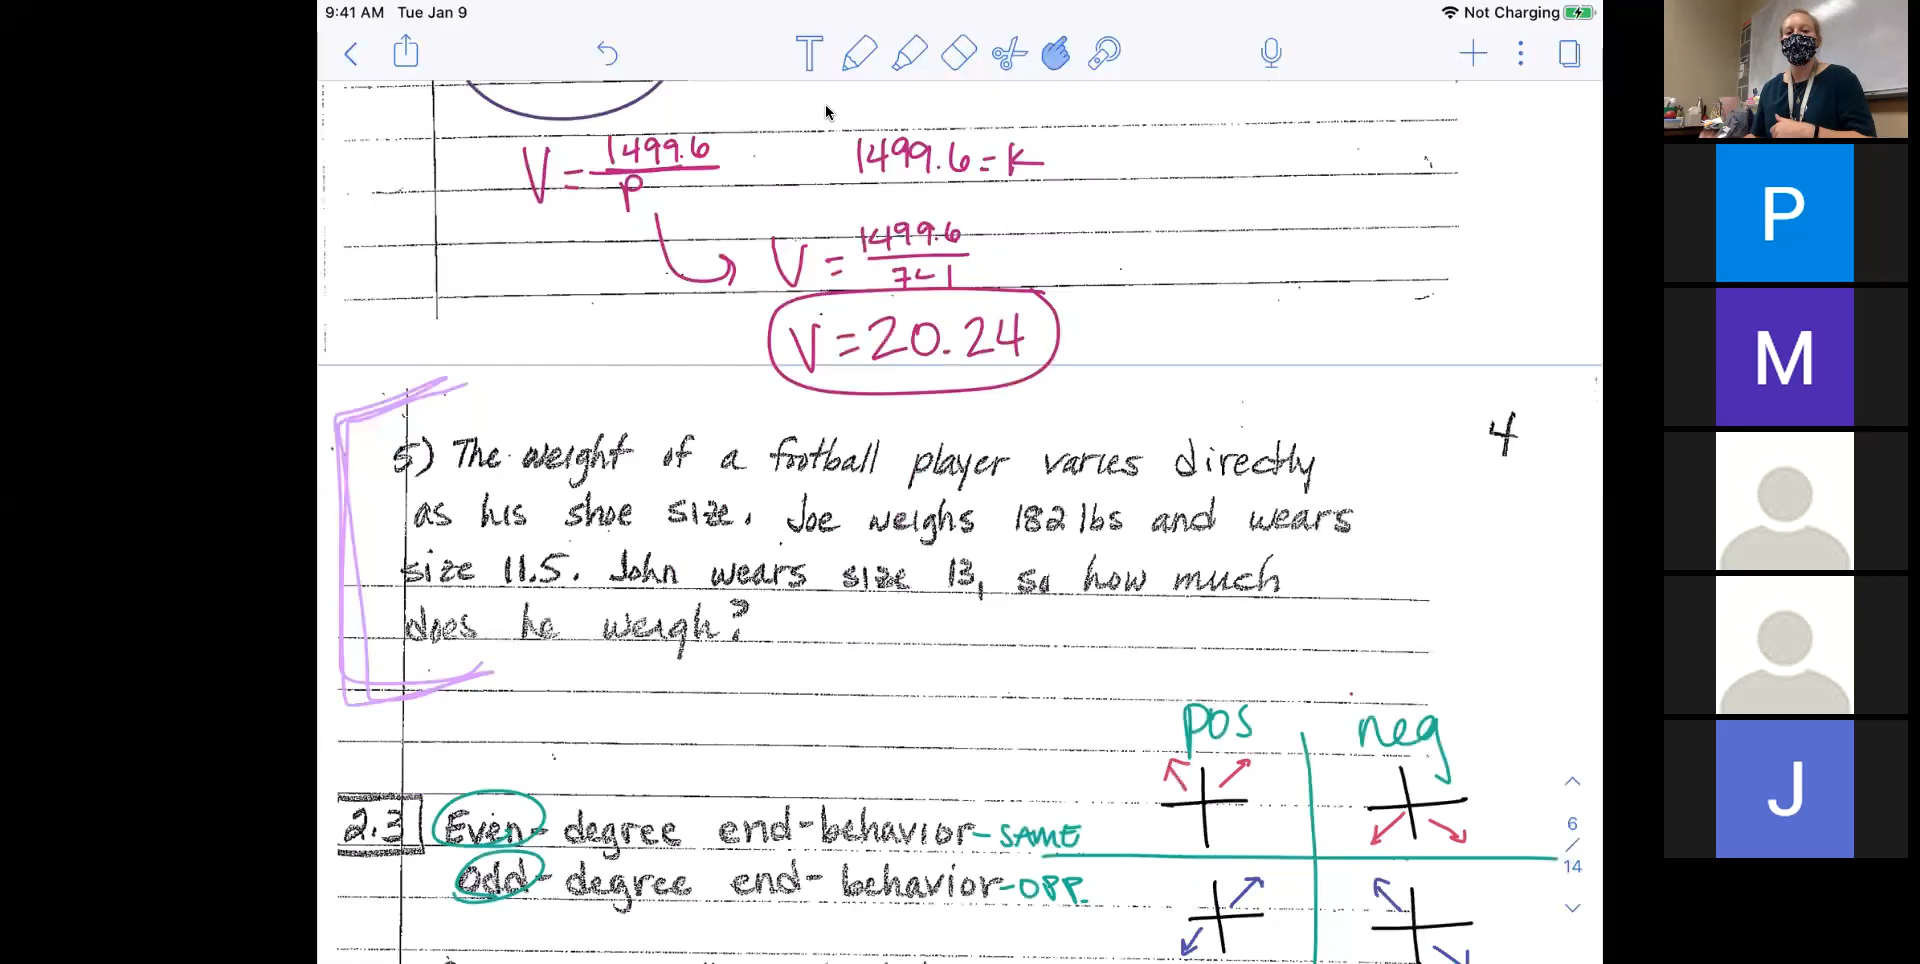 9:41 AM Tue Jan 9
Not Charging
T
V = 1499.6 / P
1499.6 = K
V = 1499.6 / 74.1
V = 20.24
4
5) The weight of a football player varies directly
as his shoe size. Joe weighs 182 lbs and wears
size 11.5. John wears size 13, so how much
does he weigh?
pos neg
2.3 Even-degree end-behavior - SAME
Odd-degree end-behavior - OPP.
6 / 14
P
M
J